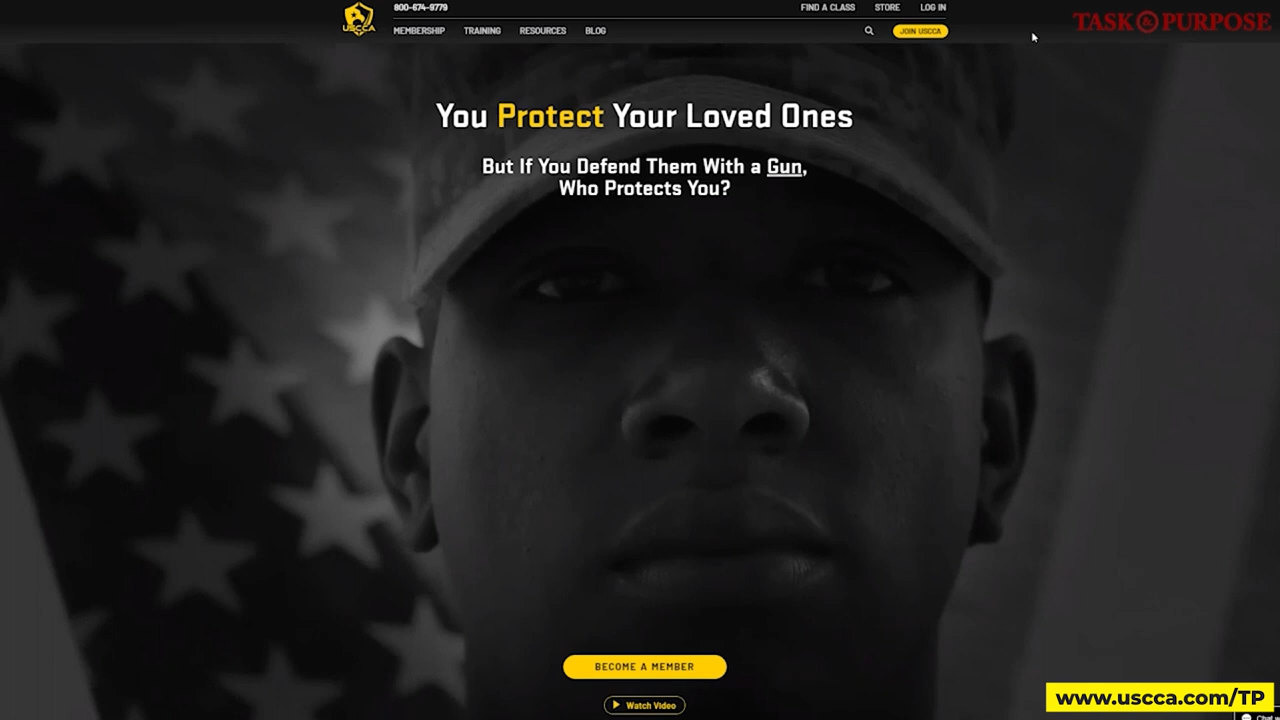 800-674-9779
FIND A CLASS STORE LOG IN
TASK & PURPOSE
USCCA
MEMBERSHIP TRAINING RESOURCES BLOG
JOIN USCCA
You Protect Your Loved Ones
But If You Defend Them With a Gun,
Who Protects You?
BECOME A MEMBER
Watch Video
www.uscca.com/TP